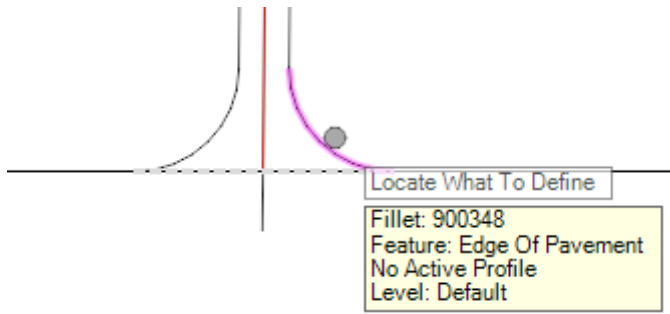 Locate What To Define
Fillet: 900348
Feature: Edge Of Pavement
No Active Profile
Level: Default